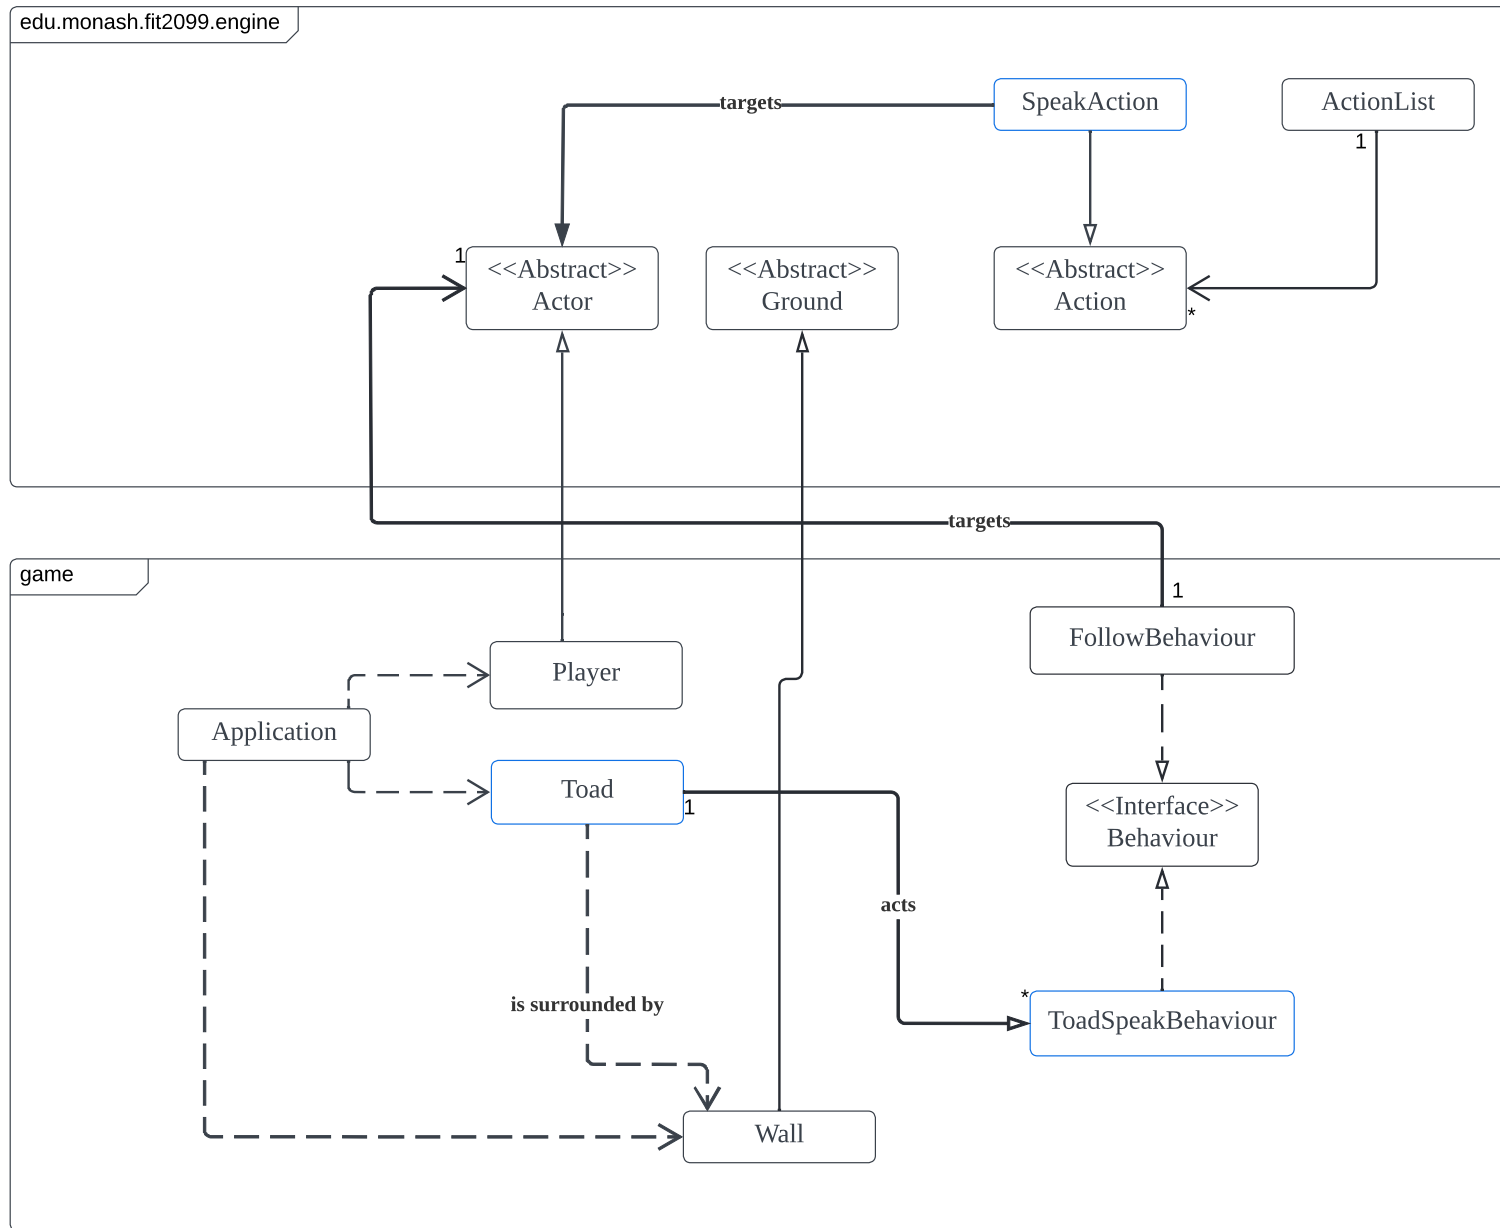 edu.monash.fit2099.engine
SpeakAction
ActionList
targets
1
1
<<Abstract>>
Actor
<<Abstract>>
Ground
<<Abstract>>
Action
*
targets
game
1
FollowBehaviour
Player
Application
Toad
1
<<Interface>>
Behaviour
acts
is surrounded by
*
ToadSpeakBehaviour
Wall